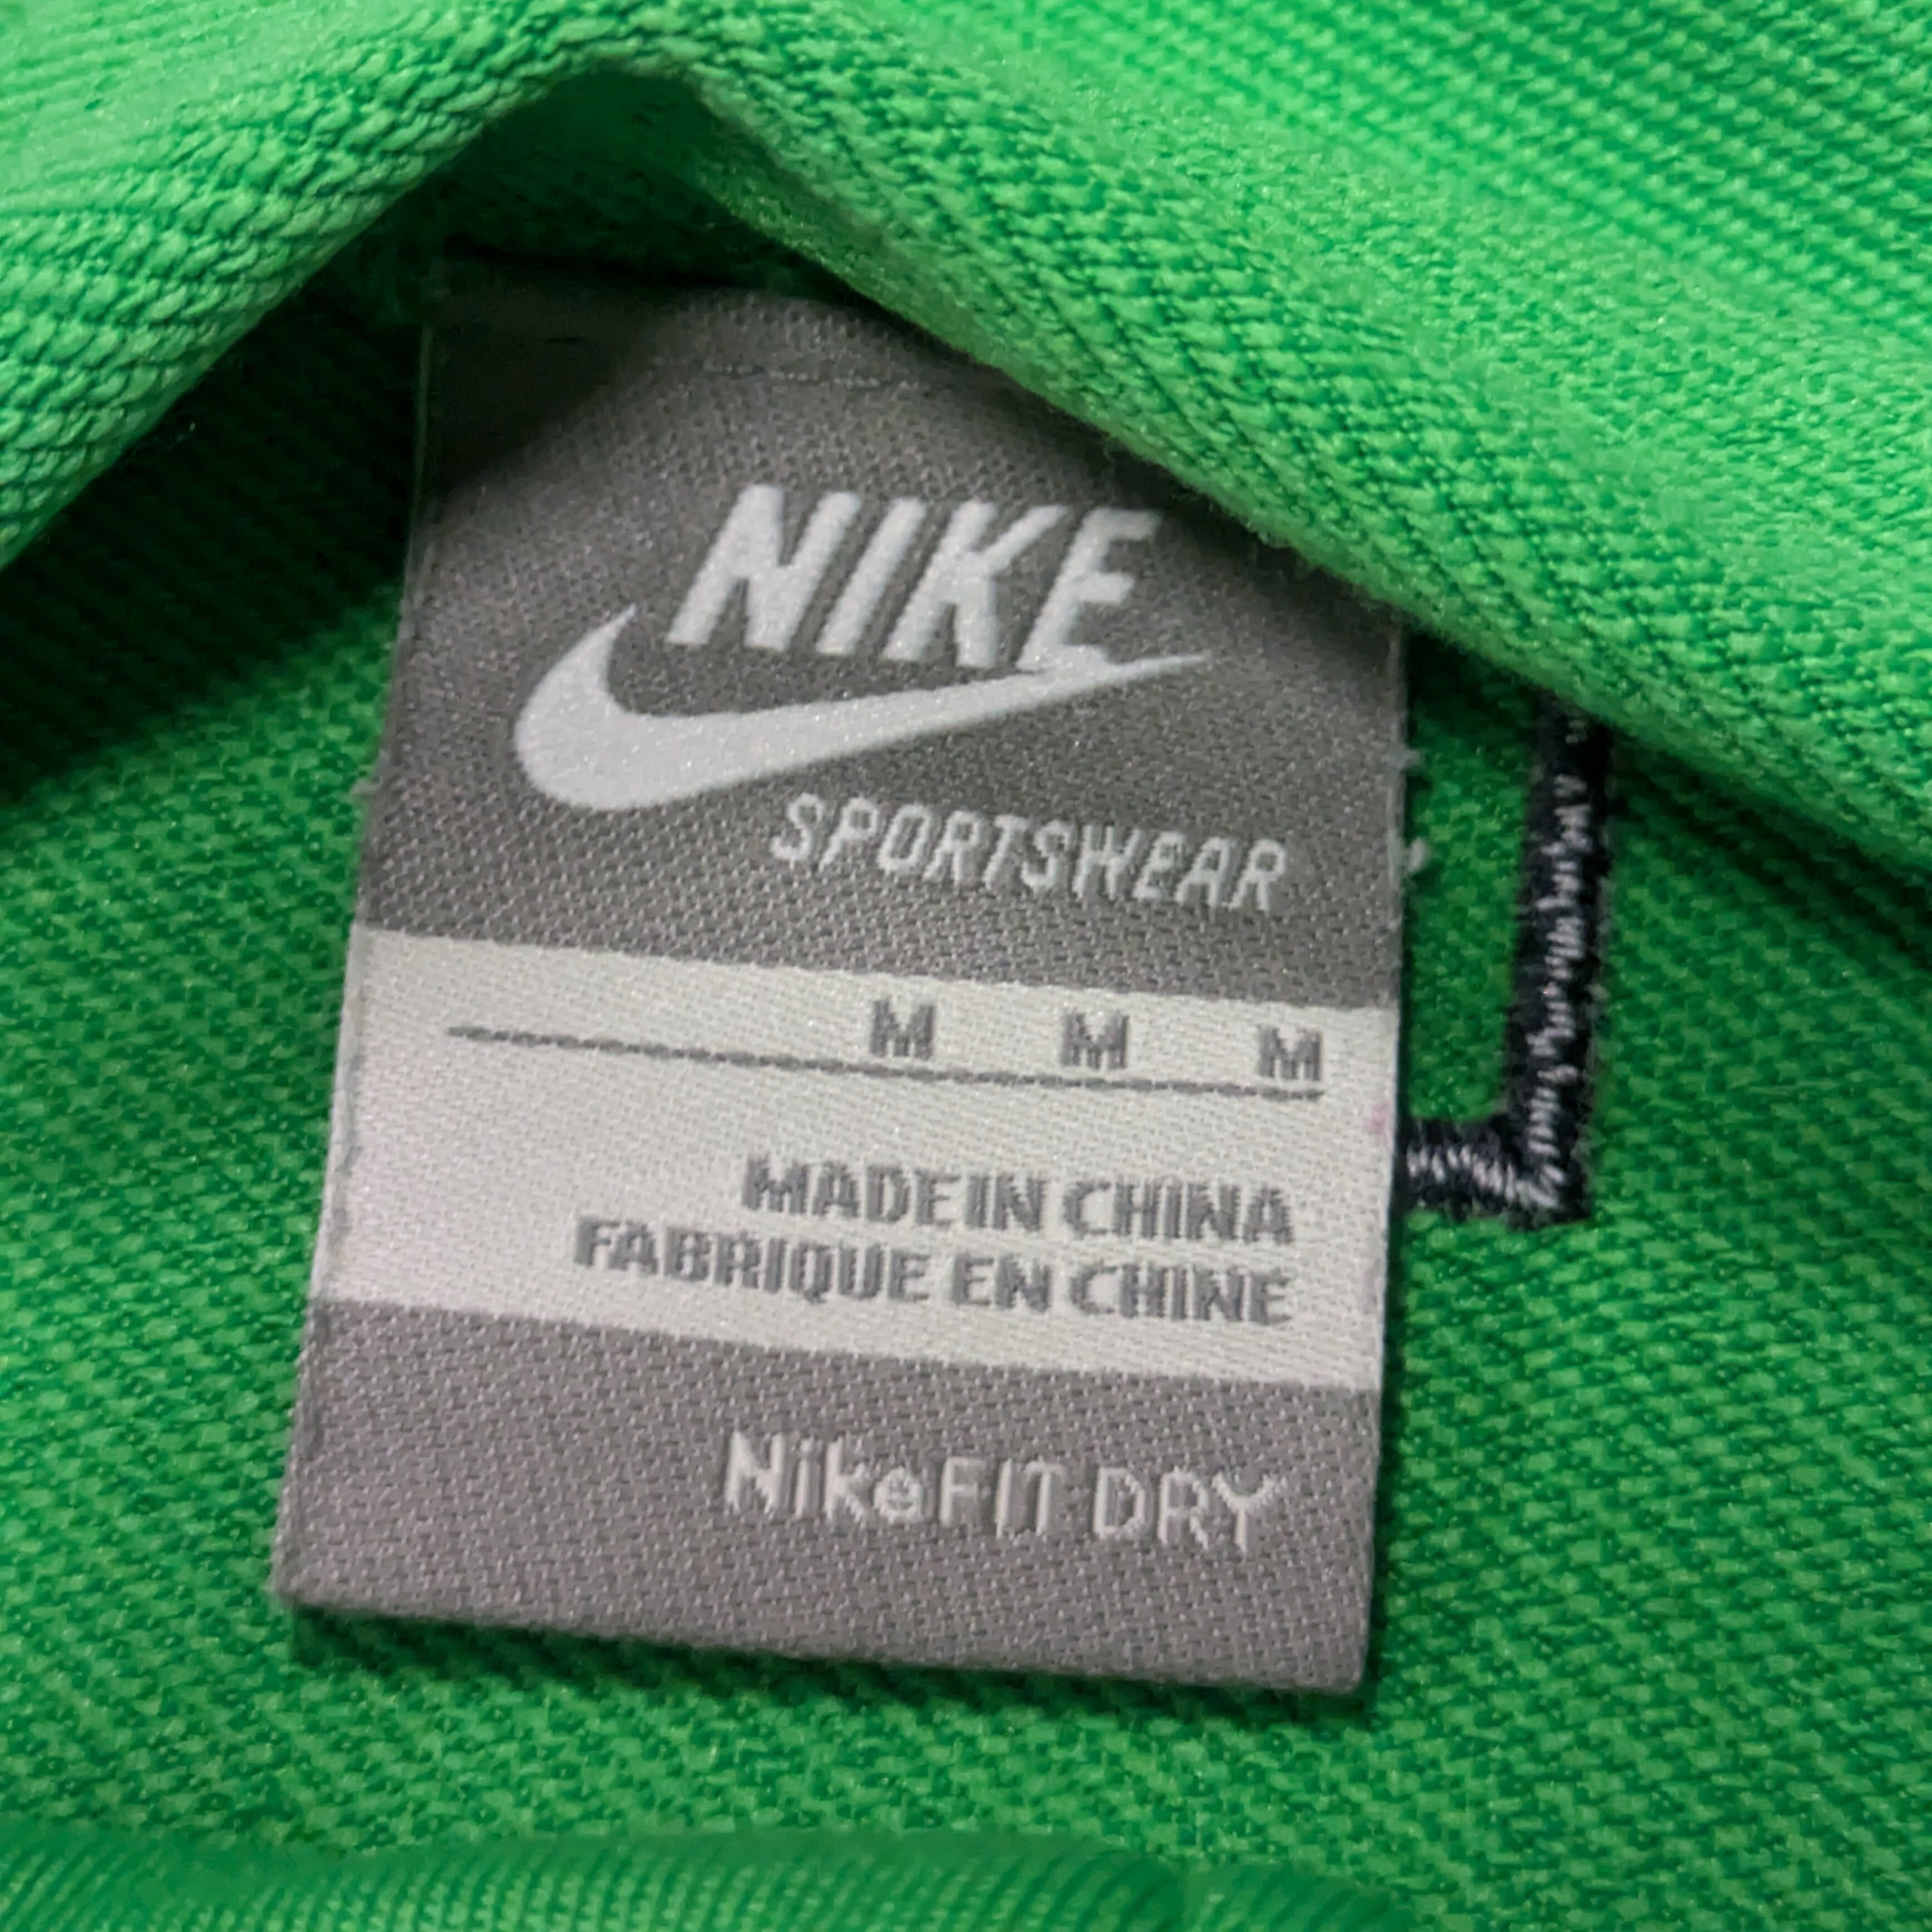 NIKE
SPORTSWEAR
M M M
MADE IN CHINA
FABRIQUE EN CHINE
NikeFIT DRY